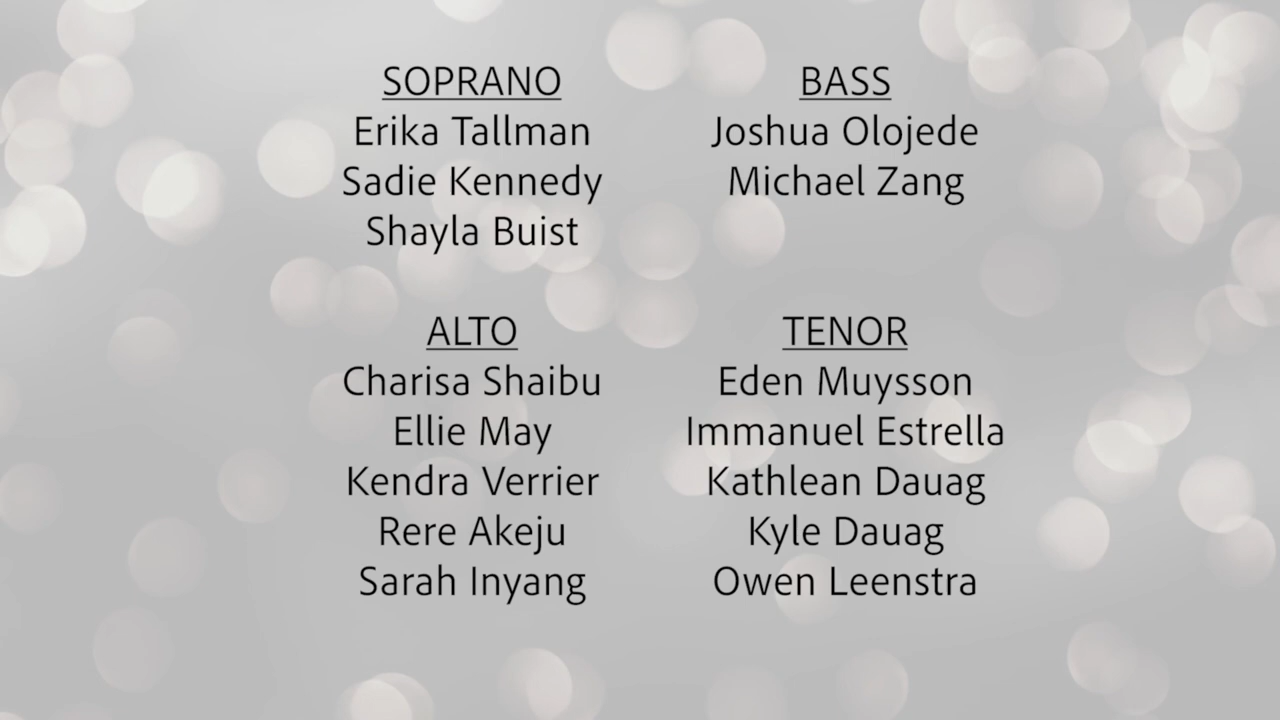 SOPRANO
Erika Tallman
Sadie Kennedy
Shayla Buist
BASS
Joshua Olojede
Michael Zang
ALTO
Charisa Shaibu
Ellie May
Kendra Verrier
Rere Akeju
Sarah Inyang
TENOR
Eden Muysson
Immanuel Estrella
Kathlean Dauag
Kyle Dauag
Owen Leenstra